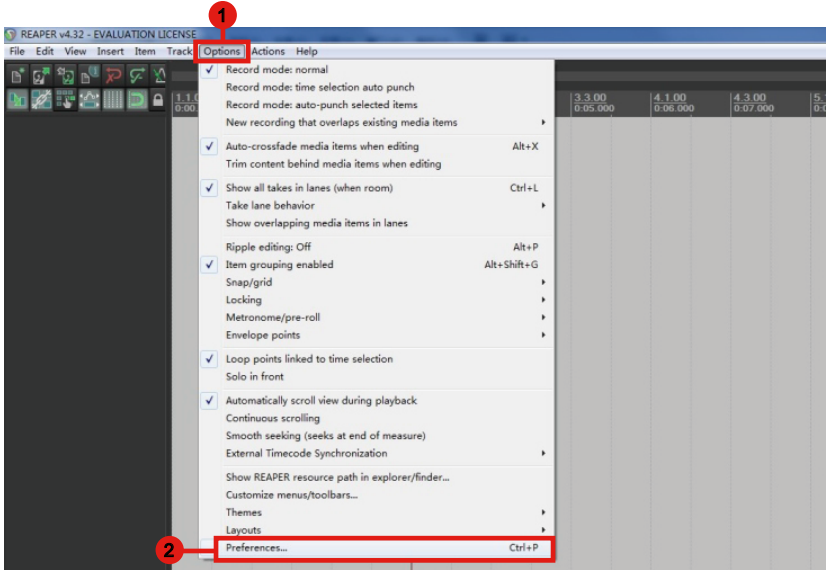 1
REAPER v4.32 - EVALUATION LICENSE
File Edit View Insert Item Track Options Actions Help
Record mode: normal
Record mode: time selection auto punch
Record mode: auto-punch selected items
New recording that overlaps existing media items
Auto-crossfade media items when editing Alt+X
Trim content behind media items when editing
Show all takes in lanes (when room) Ctrl+L
Take lane behavior
Show overlapping media items in lanes
Ripple editing: Off Alt+P
Item grouping enabled Alt+Shift+G
Snap/grid
Locking
Metronome/pre-roll
Envelope points
Loop points linked to time selection
Solo in front
Automatically scroll view during playback
Continuous scrolling
Smooth seeking (seeks at end of measure)
External Timecode Synchronization
Show REAPER resource path in explorer/finder...
Customize menus/toolbars...
Themes
Layouts
2
Preferences... Ctrl+P
3.3.00 4.1.00 4.3.00
0:05.000 0:06.000 0:07.000